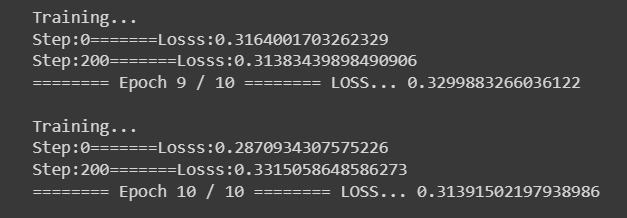 Training...
Step:0=======Losss:0.3164001703262329
Step:200=======Losss:0.31383439898490906
======== Epoch 9 / 10 ======== LOSS... 0.3299883266036122
Training...
Step:0=======Losss:0.2870934307575226
Step:200=======Losss:0.3315058648586273
======== Epoch 10 / 10 ======== LOSS... 0.31391502197938986